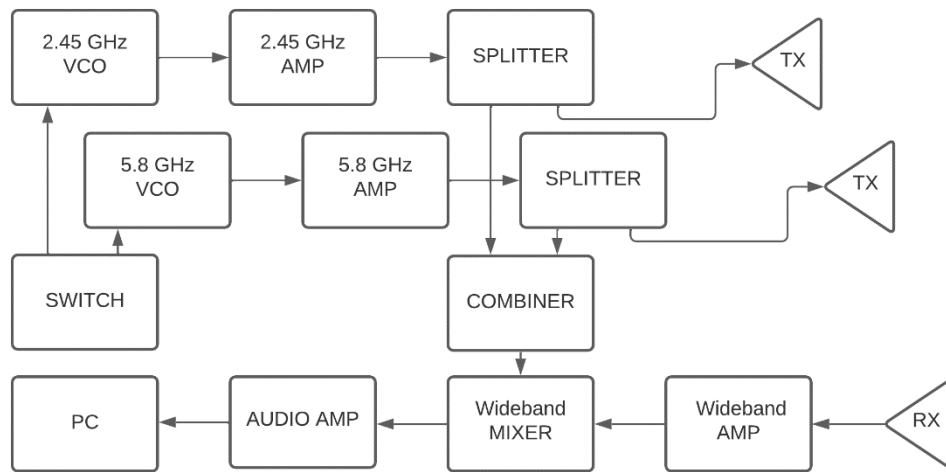 2.45 GHz
VCO
2.45 GHz
AMP
SPLITTER
TX
5.8 GHz
VCO
5.8 GHz
AMP
SPLITTER
TX
SWITCH
COMBINER
PC
AUDIO AMP
Wideband
MIXER
Wideband
AMP
RX